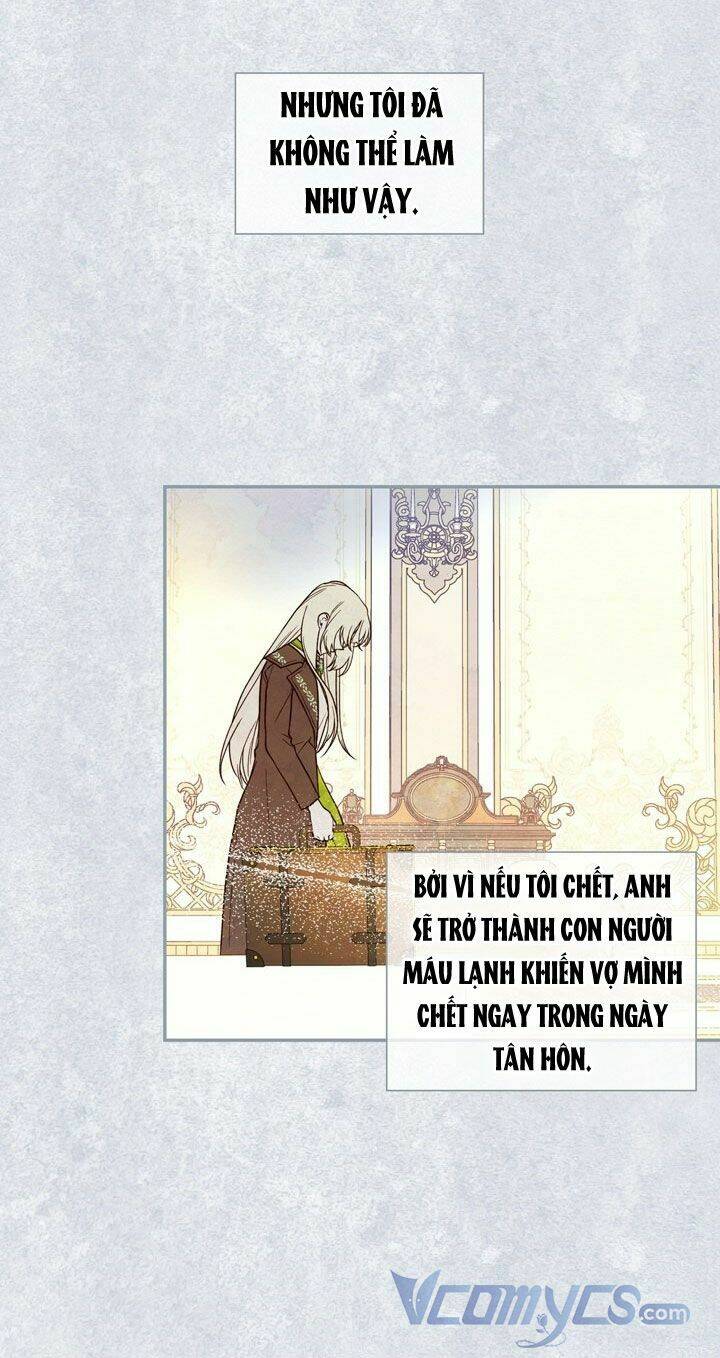 NHƯNG TÔI ĐÃ
KHÔNG THỂ LÀM
NHƯ VẬY.
BỞI VÌ NẾU TÔI CHẾT, ANH
SẼ TRỞ THÀNH CON NGƯỜI
MÁU LẠNH KHIẾN VỢ MÌNH
CHẾT NGAY TRONG NGÀY
TÂN HÔN.
VCOMYCS.com